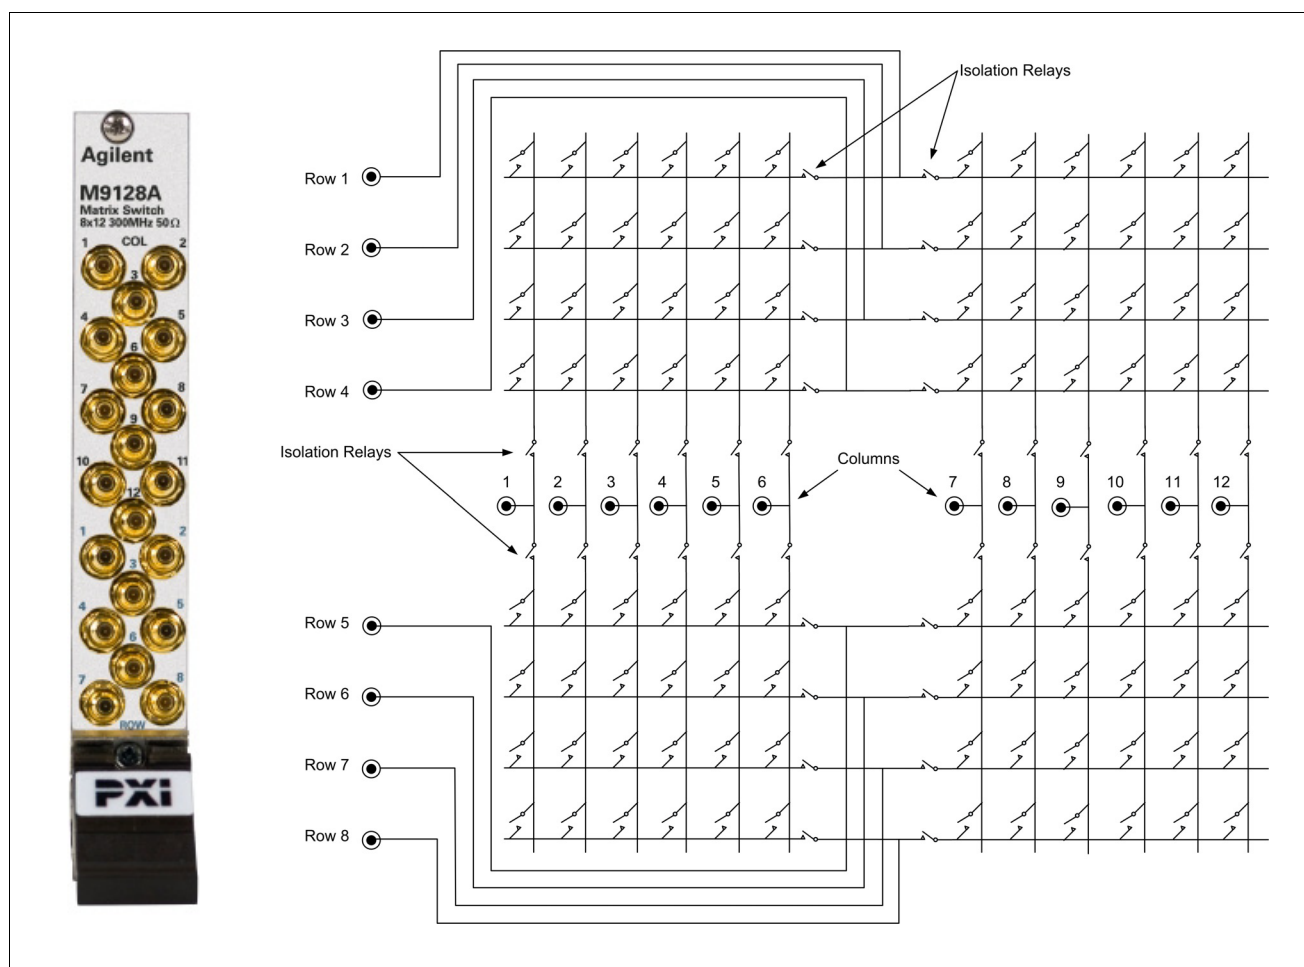 Agilent
M9128A
Matrix Switch
8x12 300MHz 50Ω
COL
1 2
3
4 5
6
7 8
9
10 11
12
1 2
3
4 5
6
7 8
ROW
PXI
Isolation Relays
Row 1
Row 2
Row 3
Row 4
Isolation Relays
Columns
1 2 3 4 5 6 7 8 9 10 11 12
Row 5
Row 6
Row 7
Row 8